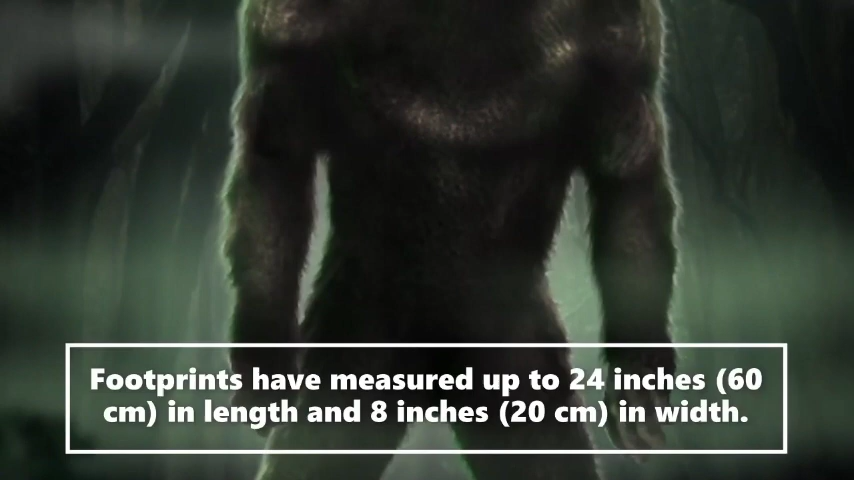 Footprints have measured up to 24 inches (60
cm) in length and 8 inches (20 cm) in width.